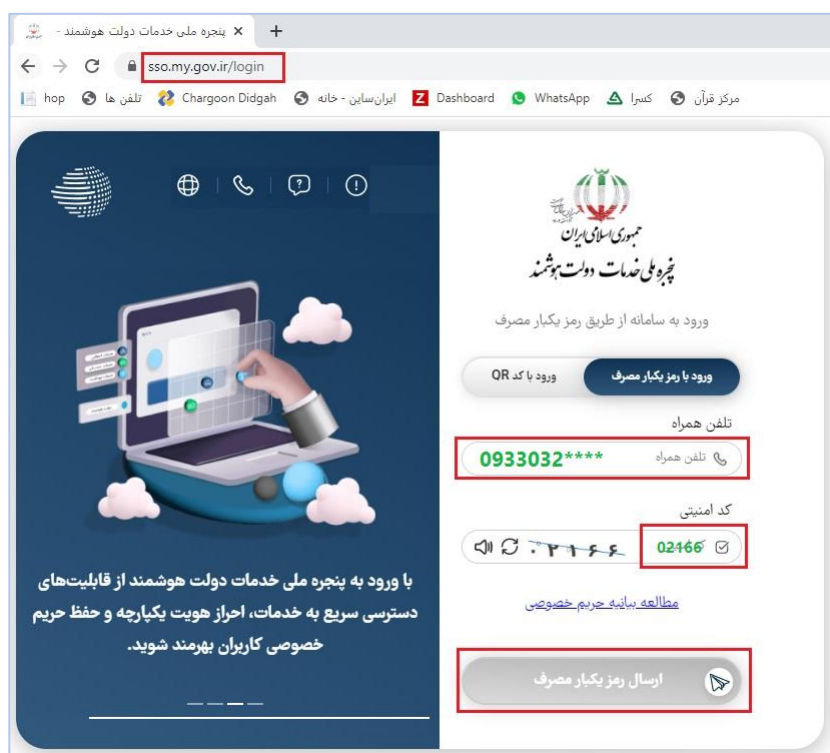 پنجره ملی خدمات دولت هوشمند -
sso.my.gov.ir/login
hop تلفن ها Chargoon Didgah ایران‌ساین - خانه Z Dashboard WhatsApp کسرا مرکز قرآن
جمهوری اسلامی ایران
پنجره ملی خدمات دولت هوشمند
ورود به سامانه از طریق رمز یکبار مصرف
ورود با رمز یکبار مصرف
ورود با کد QR
تلفن همراه
تلفن همراه
0933032****
کد امنیتی
02166
۰۲۱۶۶
مطالعه بیانیه حریم خصوصی
ارسال رمز یکبار مصرف
با ورود به پنجره ملی خدمات دولت هوشمند از قابلیت‌های
دسترسی سریع به خدمات، احراز هویت یکپارچه و حفظ حریم
خصوصی کاربران بهرمند شوید.